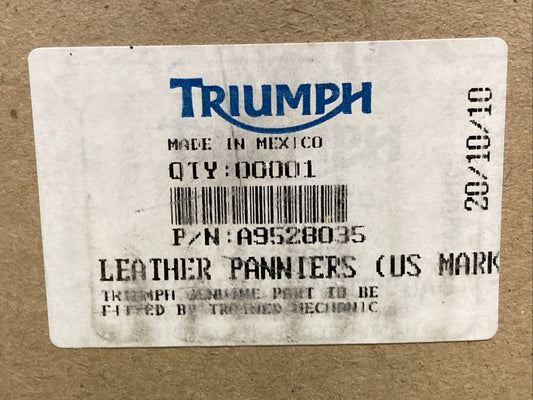 TRIUMPH
MADE IN MEXICO
QTY:00001
P/N:A9528035
LEATHER PANNIERS (US MARK
TRIUMPH GENUINE PART TO BE
FITTED BY TRAINED MECHANIC
20/10/10